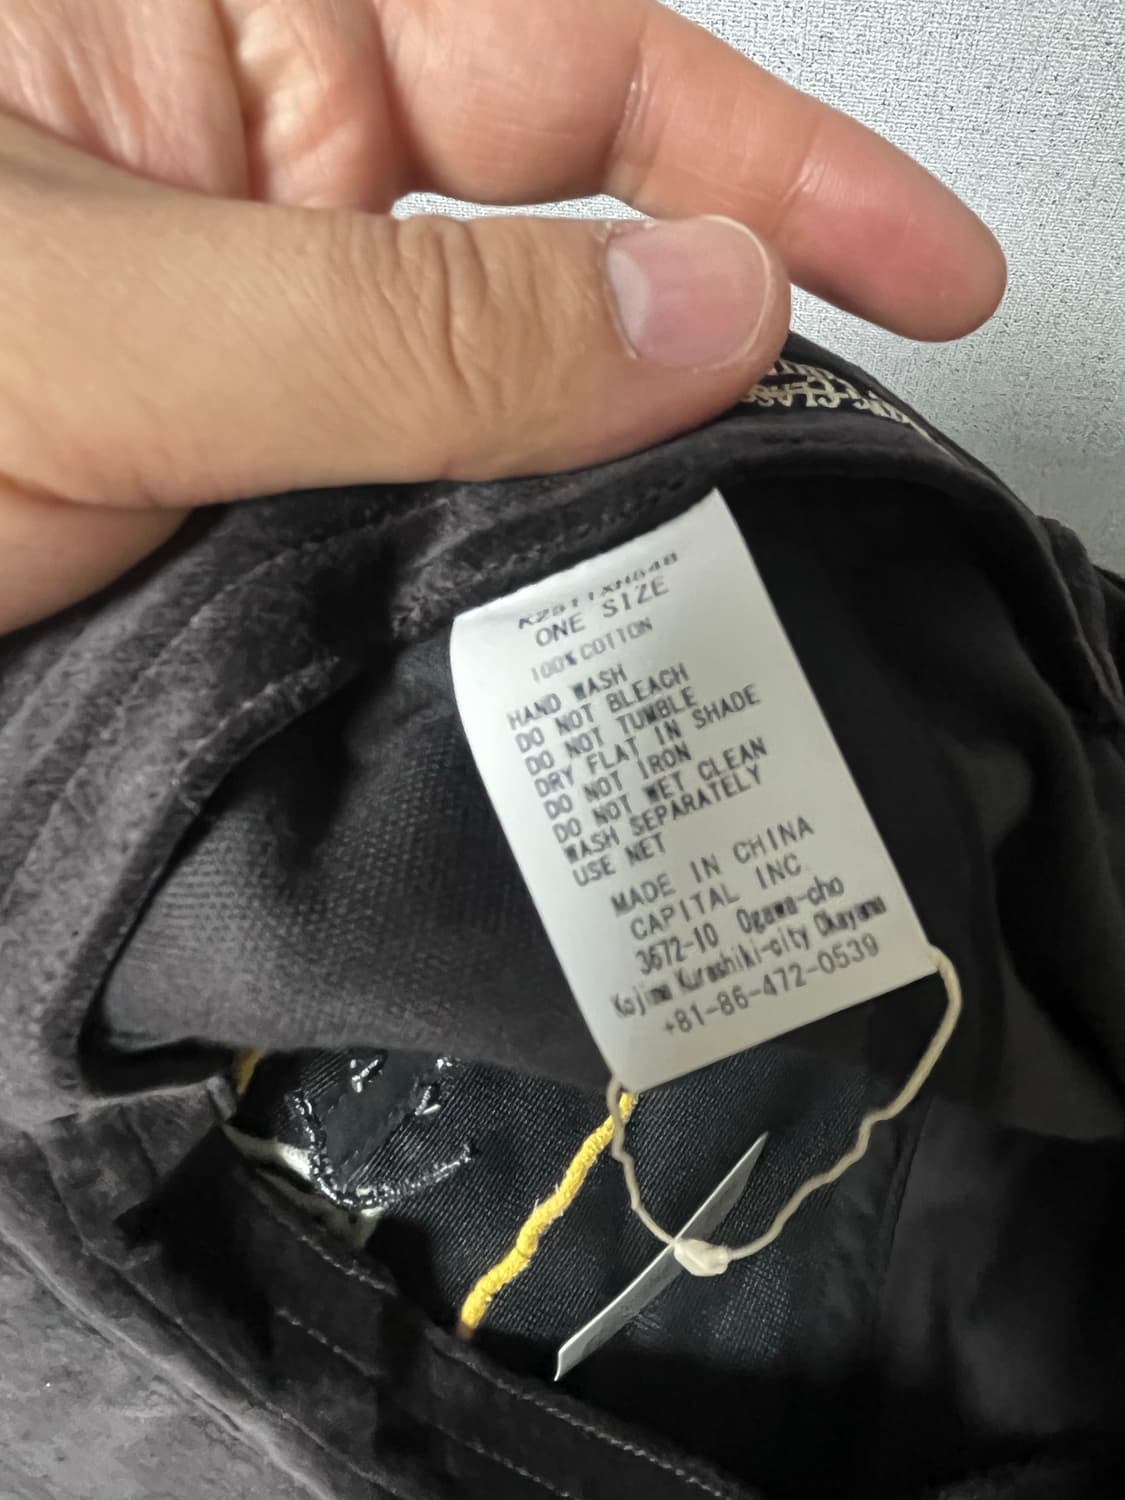 K2511XH648
ONE SIZE
100% COTTON
HAND WASH
DO NOT BLEACH
DO NOT TUMBLE
DRY FLAT IN SHADE
DO NOT IRON
DO NOT WET CLEAN
WASH SEPARATELY
USE NET
MADE IN CHINA
CAPITAL INC
3672-10 Ogawa-cho
Kojima Kurashiki-city Okayama
+81-86-472-0539